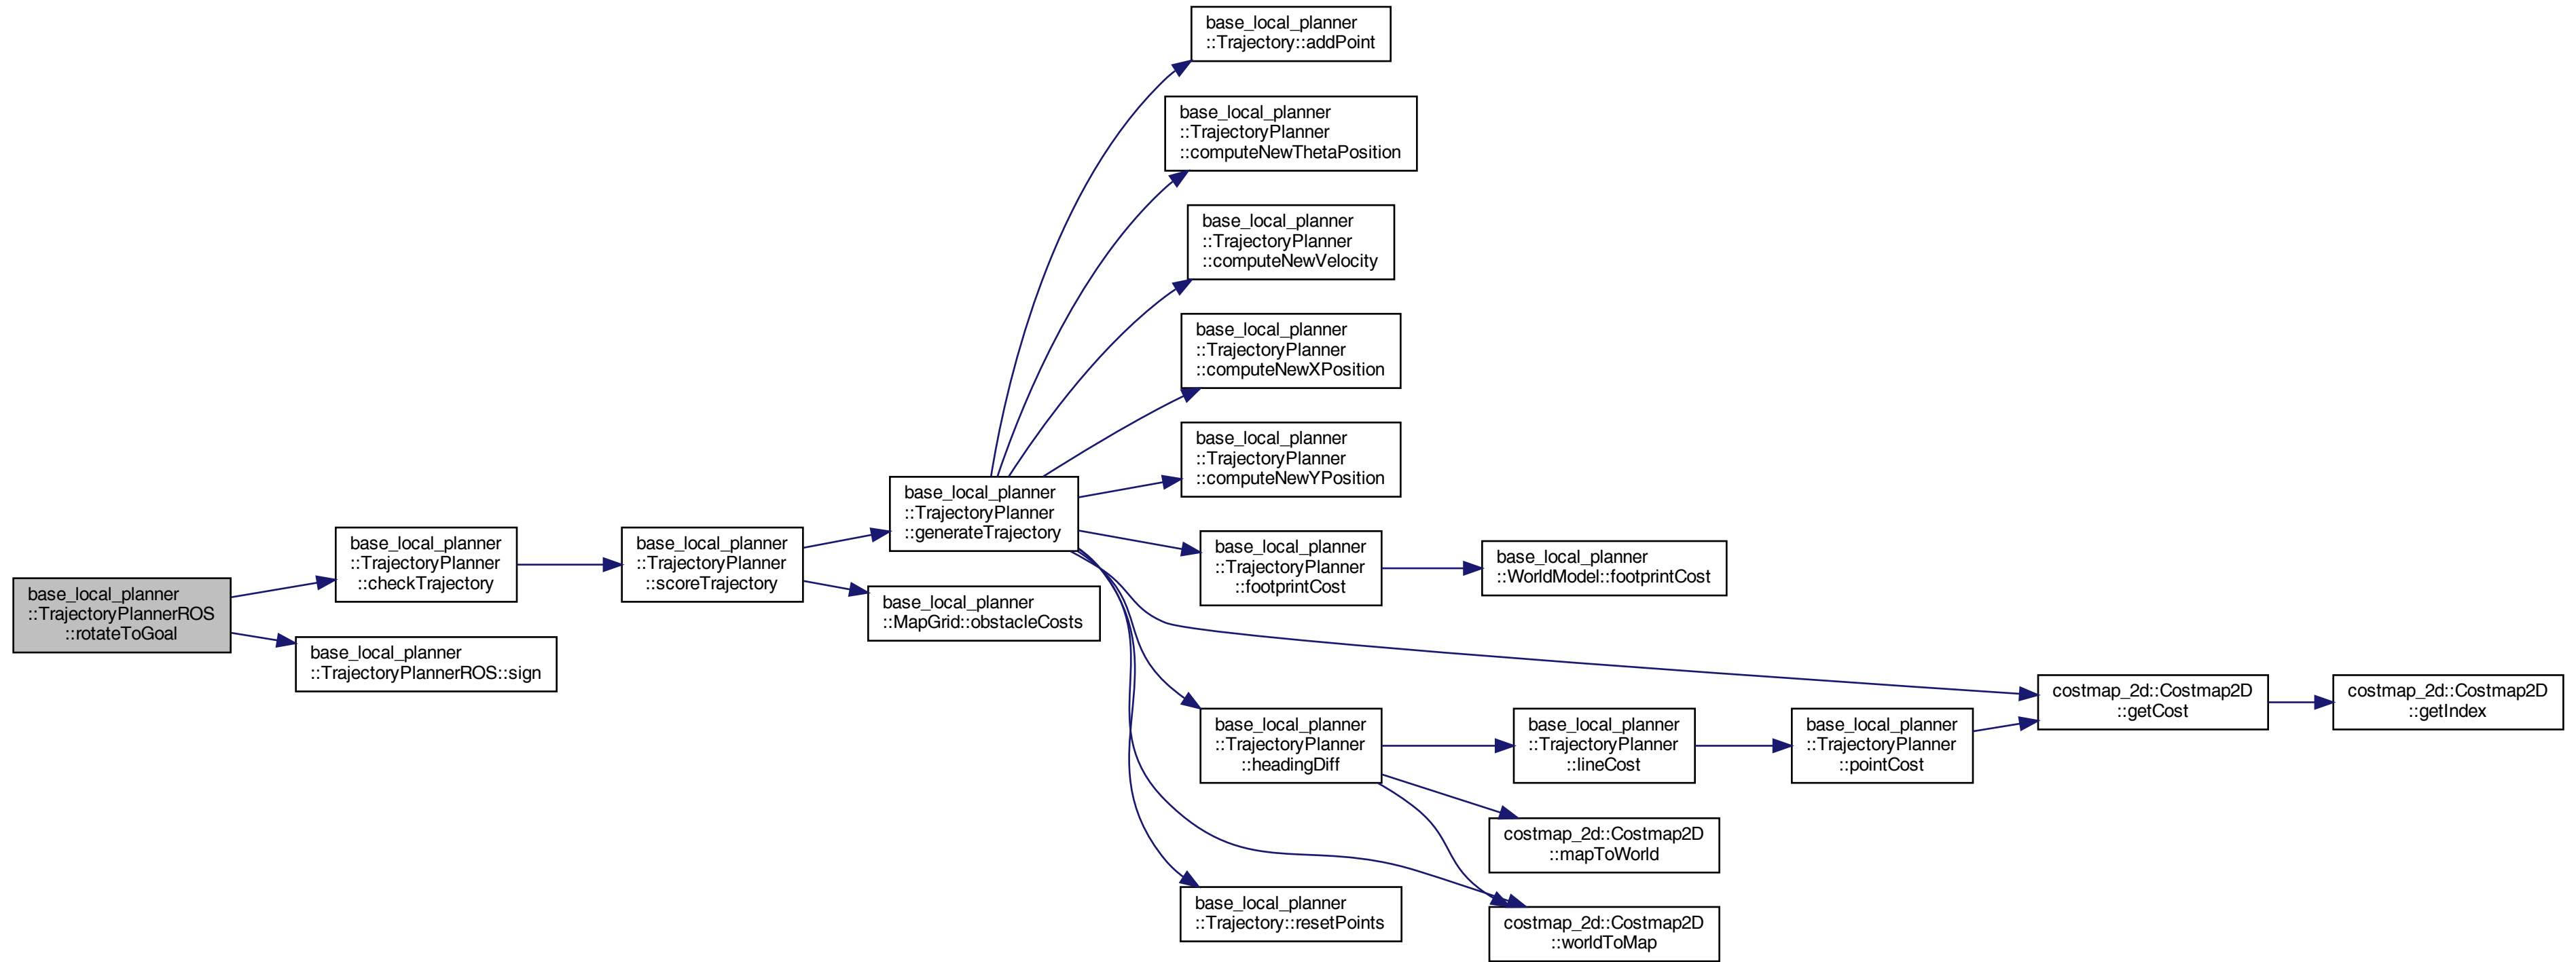 base_local_planner
::TrajectoryPlannerROS
::rotateToGoal
base_local_planner
::TrajectoryPlanner
::checkTrajectory
base_local_planner
::TrajectoryPlannerROS::sign
base_local_planner
::TrajectoryPlanner
::scoreTrajectory
base_local_planner
::TrajectoryPlanner
::generateTrajectory
base_local_planner
::MapGrid::obstacleCosts
base_local_planner
::Trajectory::addPoint
base_local_planner
::TrajectoryPlanner
::computeNewThetaPosition
base_local_planner
::TrajectoryPlanner
::computeNewVelocity
base_local_planner
::TrajectoryPlanner
::computeNewXPosition
base_local_planner
::TrajectoryPlanner
::computeNewYPosition
base_local_planner
::TrajectoryPlanner
::footprintCost
base_local_planner
::WorldModel::footprintCost
base_local_planner
::TrajectoryPlanner
::headingDiff
base_local_planner
::TrajectoryPlanner
::lineCost
base_local_planner
::TrajectoryPlanner
::pointCost
costmap_2d::Costmap2D
::getCost
costmap_2d::Costmap2D
::getIndex
costmap_2d::Costmap2D
::mapToWorld
base_local_planner
::Trajectory::resetPoints
costmap_2d::Costmap2D
::worldToMap